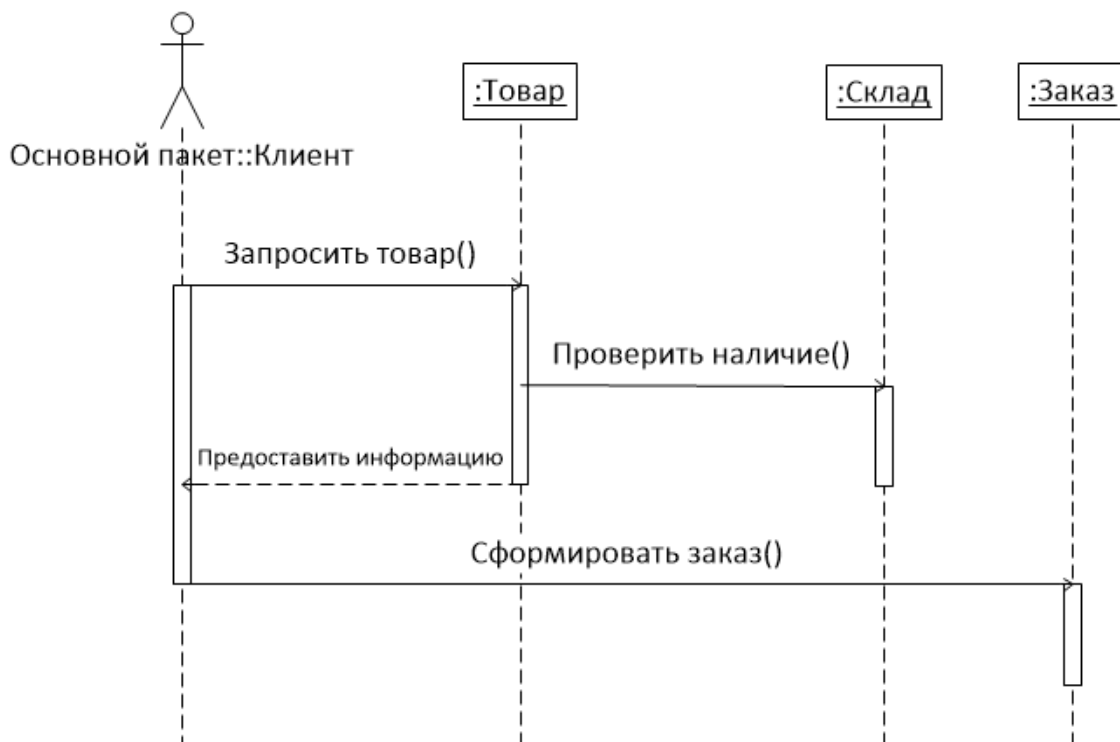 :Товар
:Склад
:Заказ
Основной пакет::Клиент
Запросить товар()
Проверить наличие()
Предоставить информацию
Сформировать заказ()